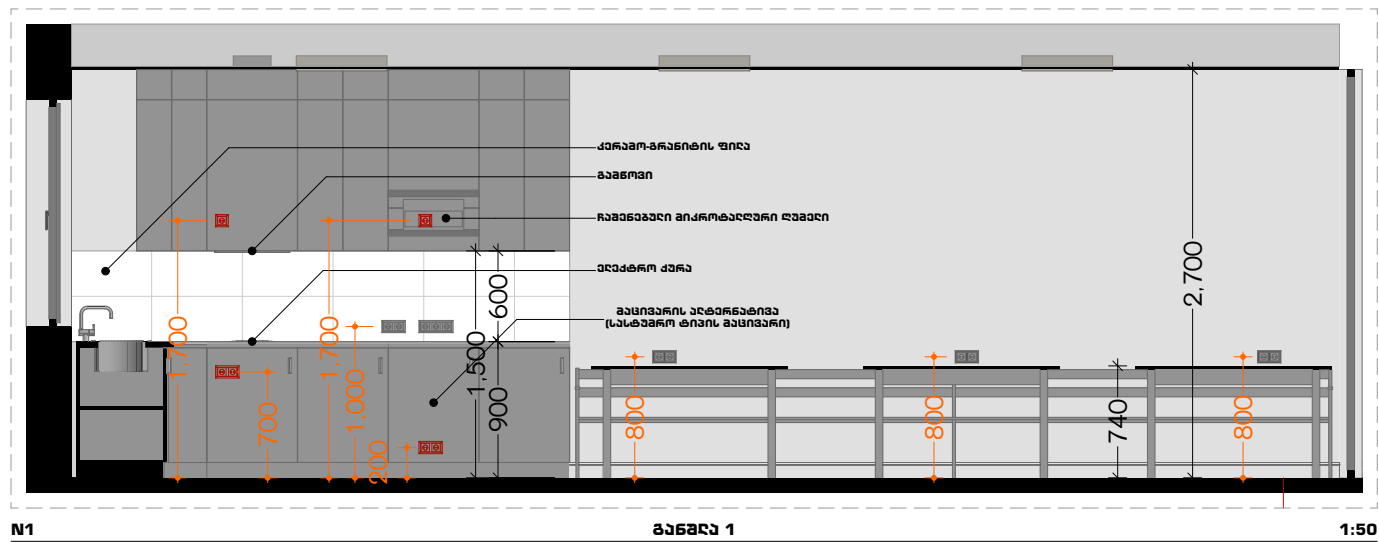 კერამო-გრანიტის ფილა
გამწოვი
ჩაშენებული მიკროტალღური ღუმელი
ელექტრო ქურა
მაცივარის ალტერნატივა
(სასტუმრო ტიპის მაცივარი)
1,700
1,700
1,000
700
200
1,500
600
900
800
800
740
2,700
800
N1
განშლა 1
1:50